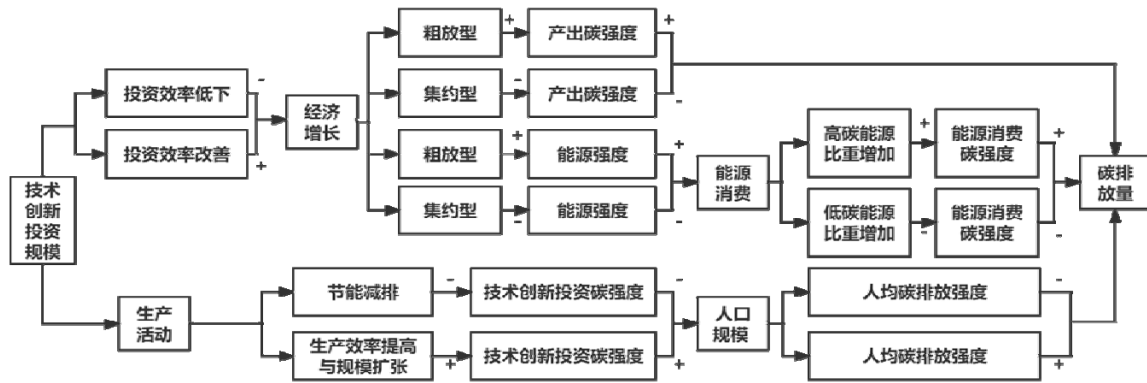 粗放型
+
产出碳强度
+
投资效率低下
-
集约型
-
产出碳强度
-
经济
增长
投资效率改善
+
粗放型
+
能源强度
+
高碳能源
比重增加
+
能源消费
碳强度
+
技术
创新
投资
规模
能源
消费
碳排
放量
集约型
-
能源强度
-
低碳能源
比重增加
-
能源消费
碳强度
-
节能减排
-
技术创新投资碳强度
-
人均碳排放强度
-
生产
活动
人口
规模
生产效率提高
与规模扩张
+
技术创新投资碳强度
+
人均碳排放强度
+